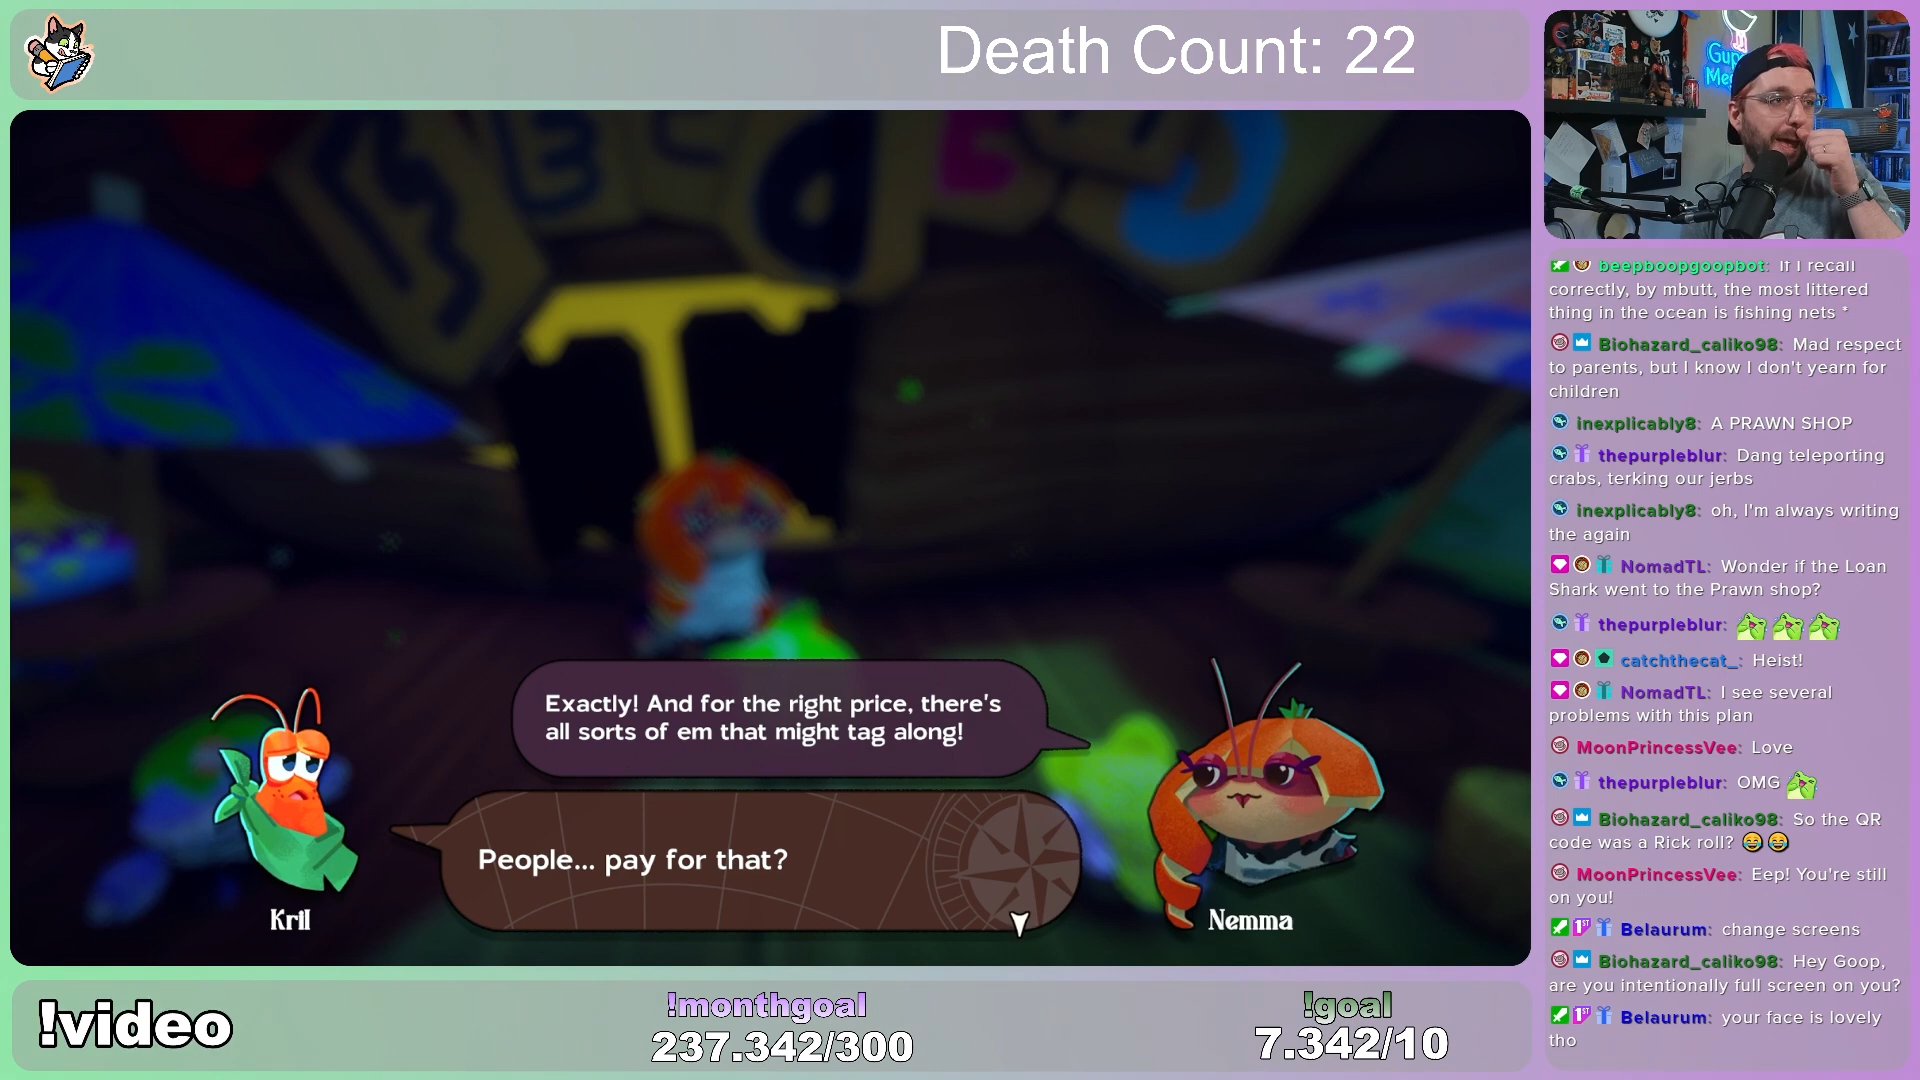 Death Count: 22
Exactly! And for the right price, there's
all sorts of em that might tag along!
People... pay for that?
Kril
Nemma
!video
!monthgoal
237.342/300
!goal
7.342/10
beepboopgoopbot: If I recall
correctly, by mbutt, the most littered
thing in the ocean is fishing nets *
Biohazard_caliko98: Mad respect
to parents, but I know I don't yearn for
children
inexplicably8: A PRAWN SHOP
thepurpleblur: Dang teleporting
crabs, terking our jerbs
inexplicably8: oh, I'm always writing
the again
NomadTL: Wonder if the Loan
Shark went to the Prawn shop?
thepurpleblur:
catchthecat_: Heist!
NomadTL: I see several
problems with this plan
MoonPrincessVee: Love
thepurpleblur: OMG
Biohazard_caliko98: So the QR
code was a Rick roll? 😂 😂
MoonPrincessVee: Eep! You're still
on you!
1ST Belaurum: change screens
Biohazard_caliko98: Hey Goop,
are you intentionally full screen on you?
1ST Belaurum: your face is lovely
tho